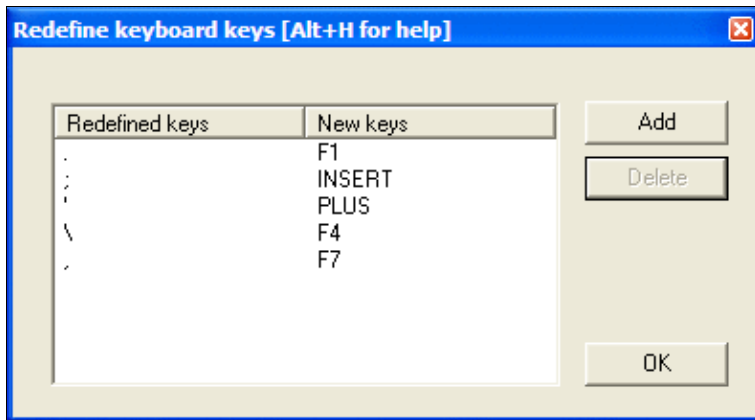 Redefine keyboard keys [Alt+H for help]
Redefined keys New keys Add
. F1
; INSERT Delete
' PLUS
\ F4
, F7
OK